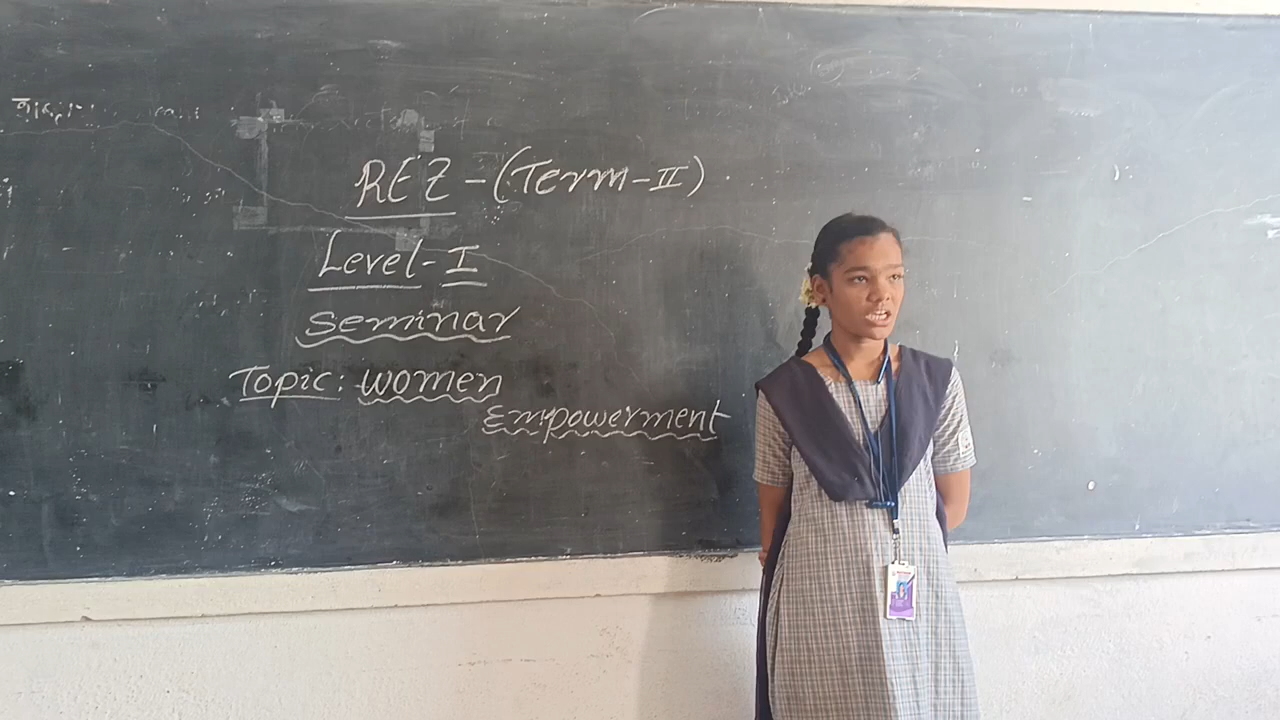 REZ - (Term - II)
Level - I
Seminar
Topic: women
Empowerment